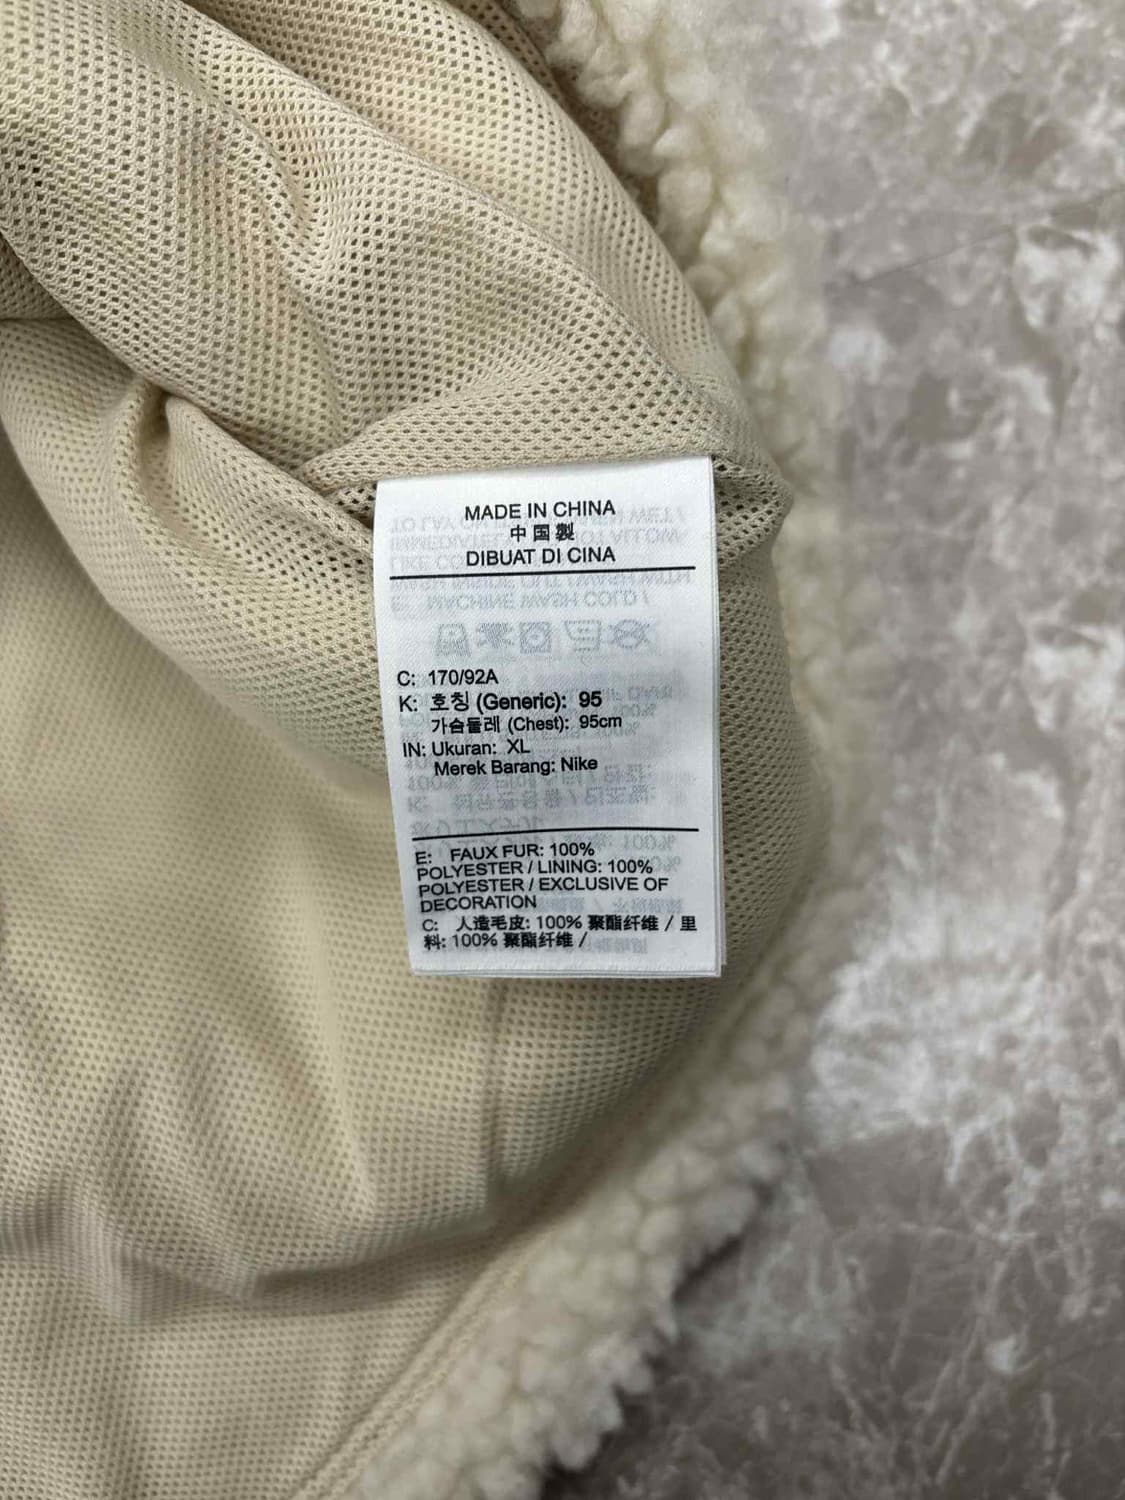 MADE IN CHINA
中国製
DIBUAT DI CINA
C: 170/92A
K: 호칭 (Generic): 95
가슴둘레 (Chest): 95cm
IN: Ukuran: XL
Merek Barang: Nike
E: FAUX FUR: 100%
POLYESTER / LINING: 100%
POLYESTER / EXCLUSIVE OF
DECORATION
C: 人造毛皮: 100% 聚酯纤维 / 里
料: 100% 聚酯纤维 /